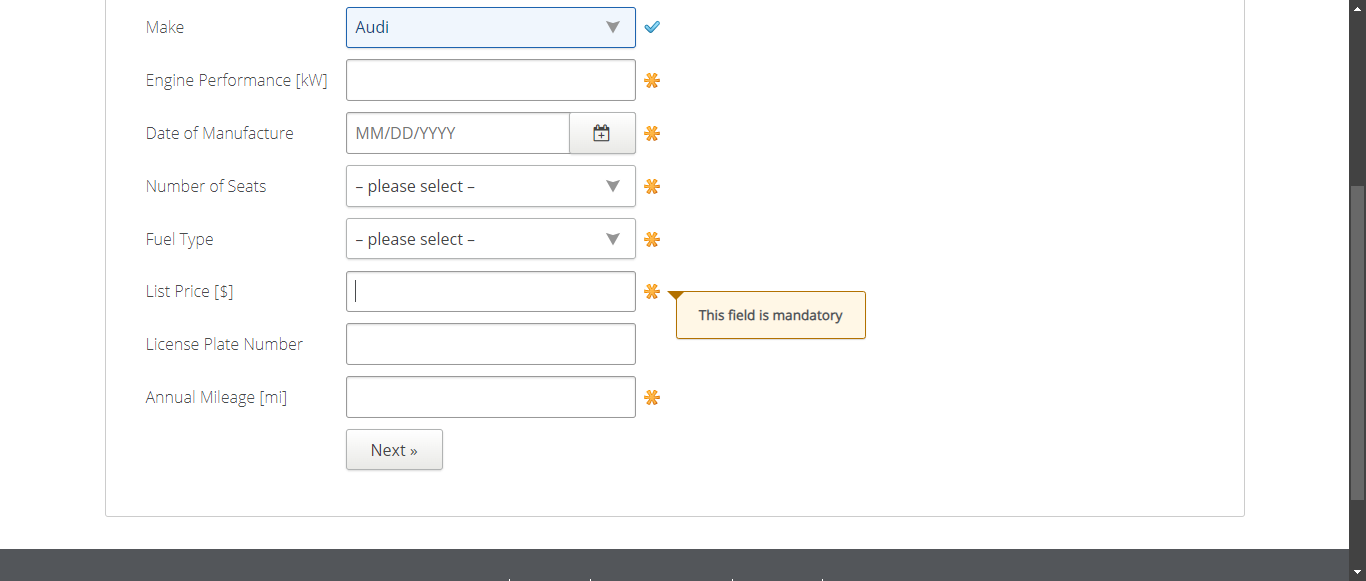 Make
Audi
Engine Performance [kW]
Date of Manufacture
MM/DD/YYYY
Number of Seats
– please select –
Fuel Type
– please select –
List Price [$]
This field is mandatory
License Plate Number
Annual Mileage [mi]
Next »